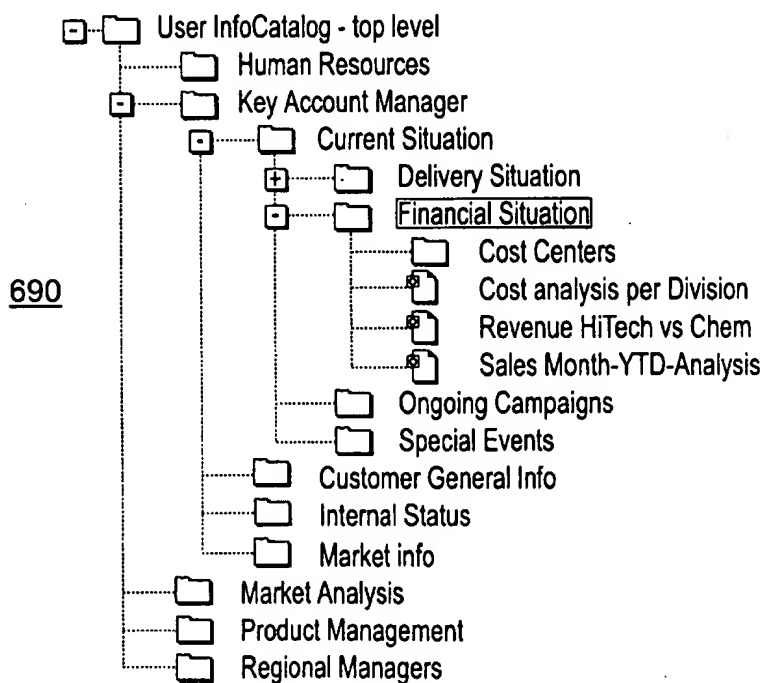 User InfoCatalog - top level
Human Resources
Key Account Manager
Current Situation
Delivery Situation
Financial Situation
Cost Centers
690
Cost analysis per Division
Revenue HiTech vs Chem
Sales Month-YTD-Analysis
Ongoing Campaigns
Special Events
Customer General Info
Internal Status
Market info
Market Analysis
Product Management
Regional Managers